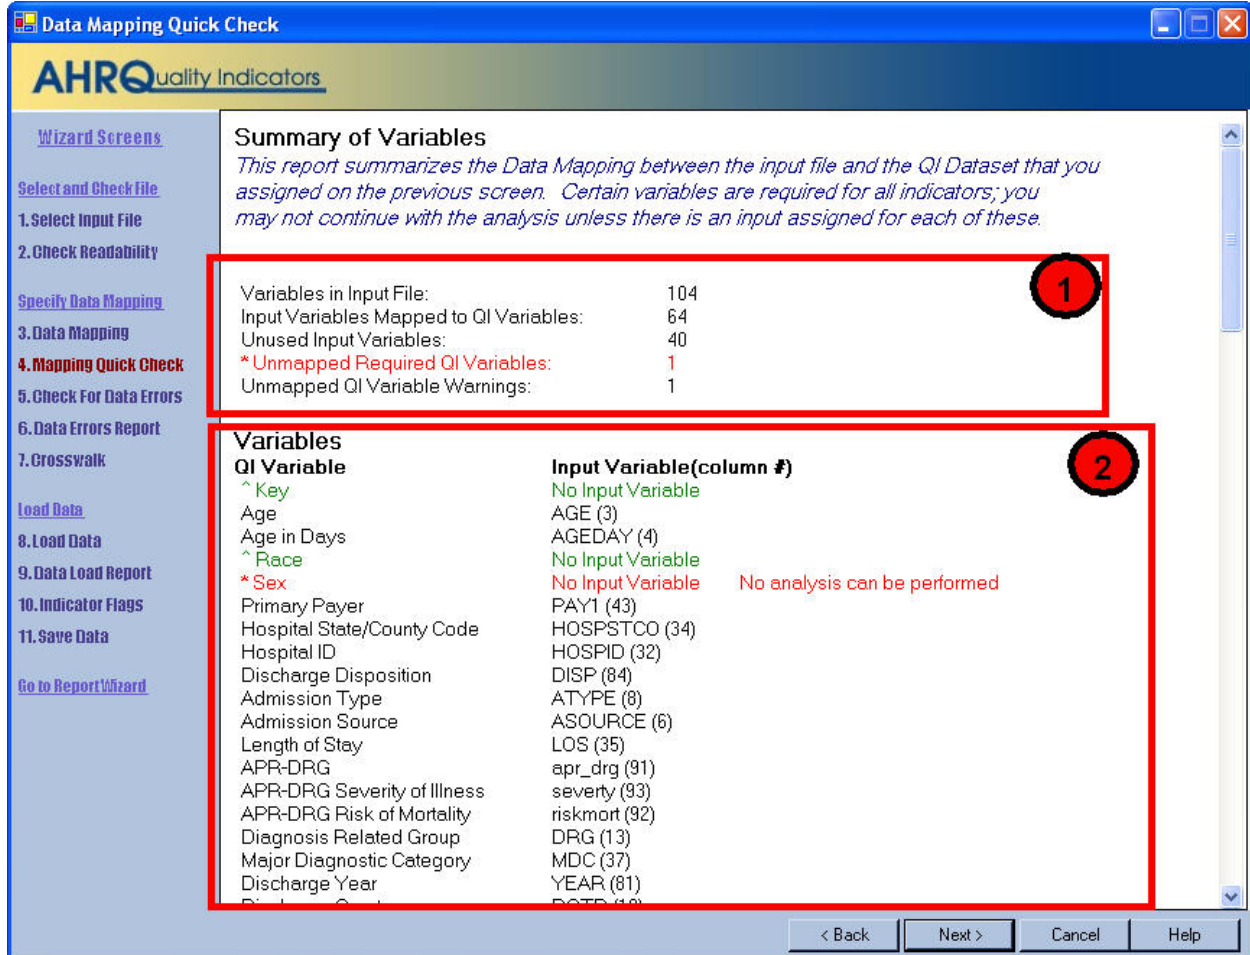 Data Mapping Quick Check
AHRQuality Indicators
Wizard Screens
Select and Check File
1.Select Input File
2.Check Readability
Specify Data Mapping
3.Data Mapping
4.Mapping Quick Check
5.Check For Data Errors
6.Data Errors Report
7.Crosswalk
Load Data
8.Load Data
9.Data Load Report
10.Indicator Flags
11.Save Data
Go to Report Wizard
Summary of Variables
This report summarizes the Data Mapping between the input file and the QI Dataset that you
assigned on the previous screen. Certain variables are required for all indicators; you
may not continue with the analysis unless there is an input assigned for each of these.
1
Variables in Input File: 104
Input Variables Mapped to QI Variables: 64
Unused Input Variables: 40
*Unmapped Required QI Variables: 1
Unmapped QI Variable Warnings: 1
2
Variables
QI Variable Input Variable(column #)
^Key No Input Variable
Age AGE (3)
Age in Days AGEDAY (4)
^Race No Input Variable
*Sex No Input Variable No analysis can be performed
Primary Payer PAY1 (43)
Hospital State/County Code HOSPSTCO (34)
Hospital ID HOSPID (32)
Discharge Disposition DISP (84)
Admission Type ATYPE (8)
Admission Source ASOURCE (6)
Length of Stay LOS (35)
APR-DRG apr_drg (91)
APR-DRG Severity of Illness severty (93)
APR-DRG Risk of Mortality riskmort (92)
Diagnosis Related Group DRG (13)
Major Diagnostic Category MDC (37)
Discharge Year YEAR (81)
< Back Next > Cancel Help